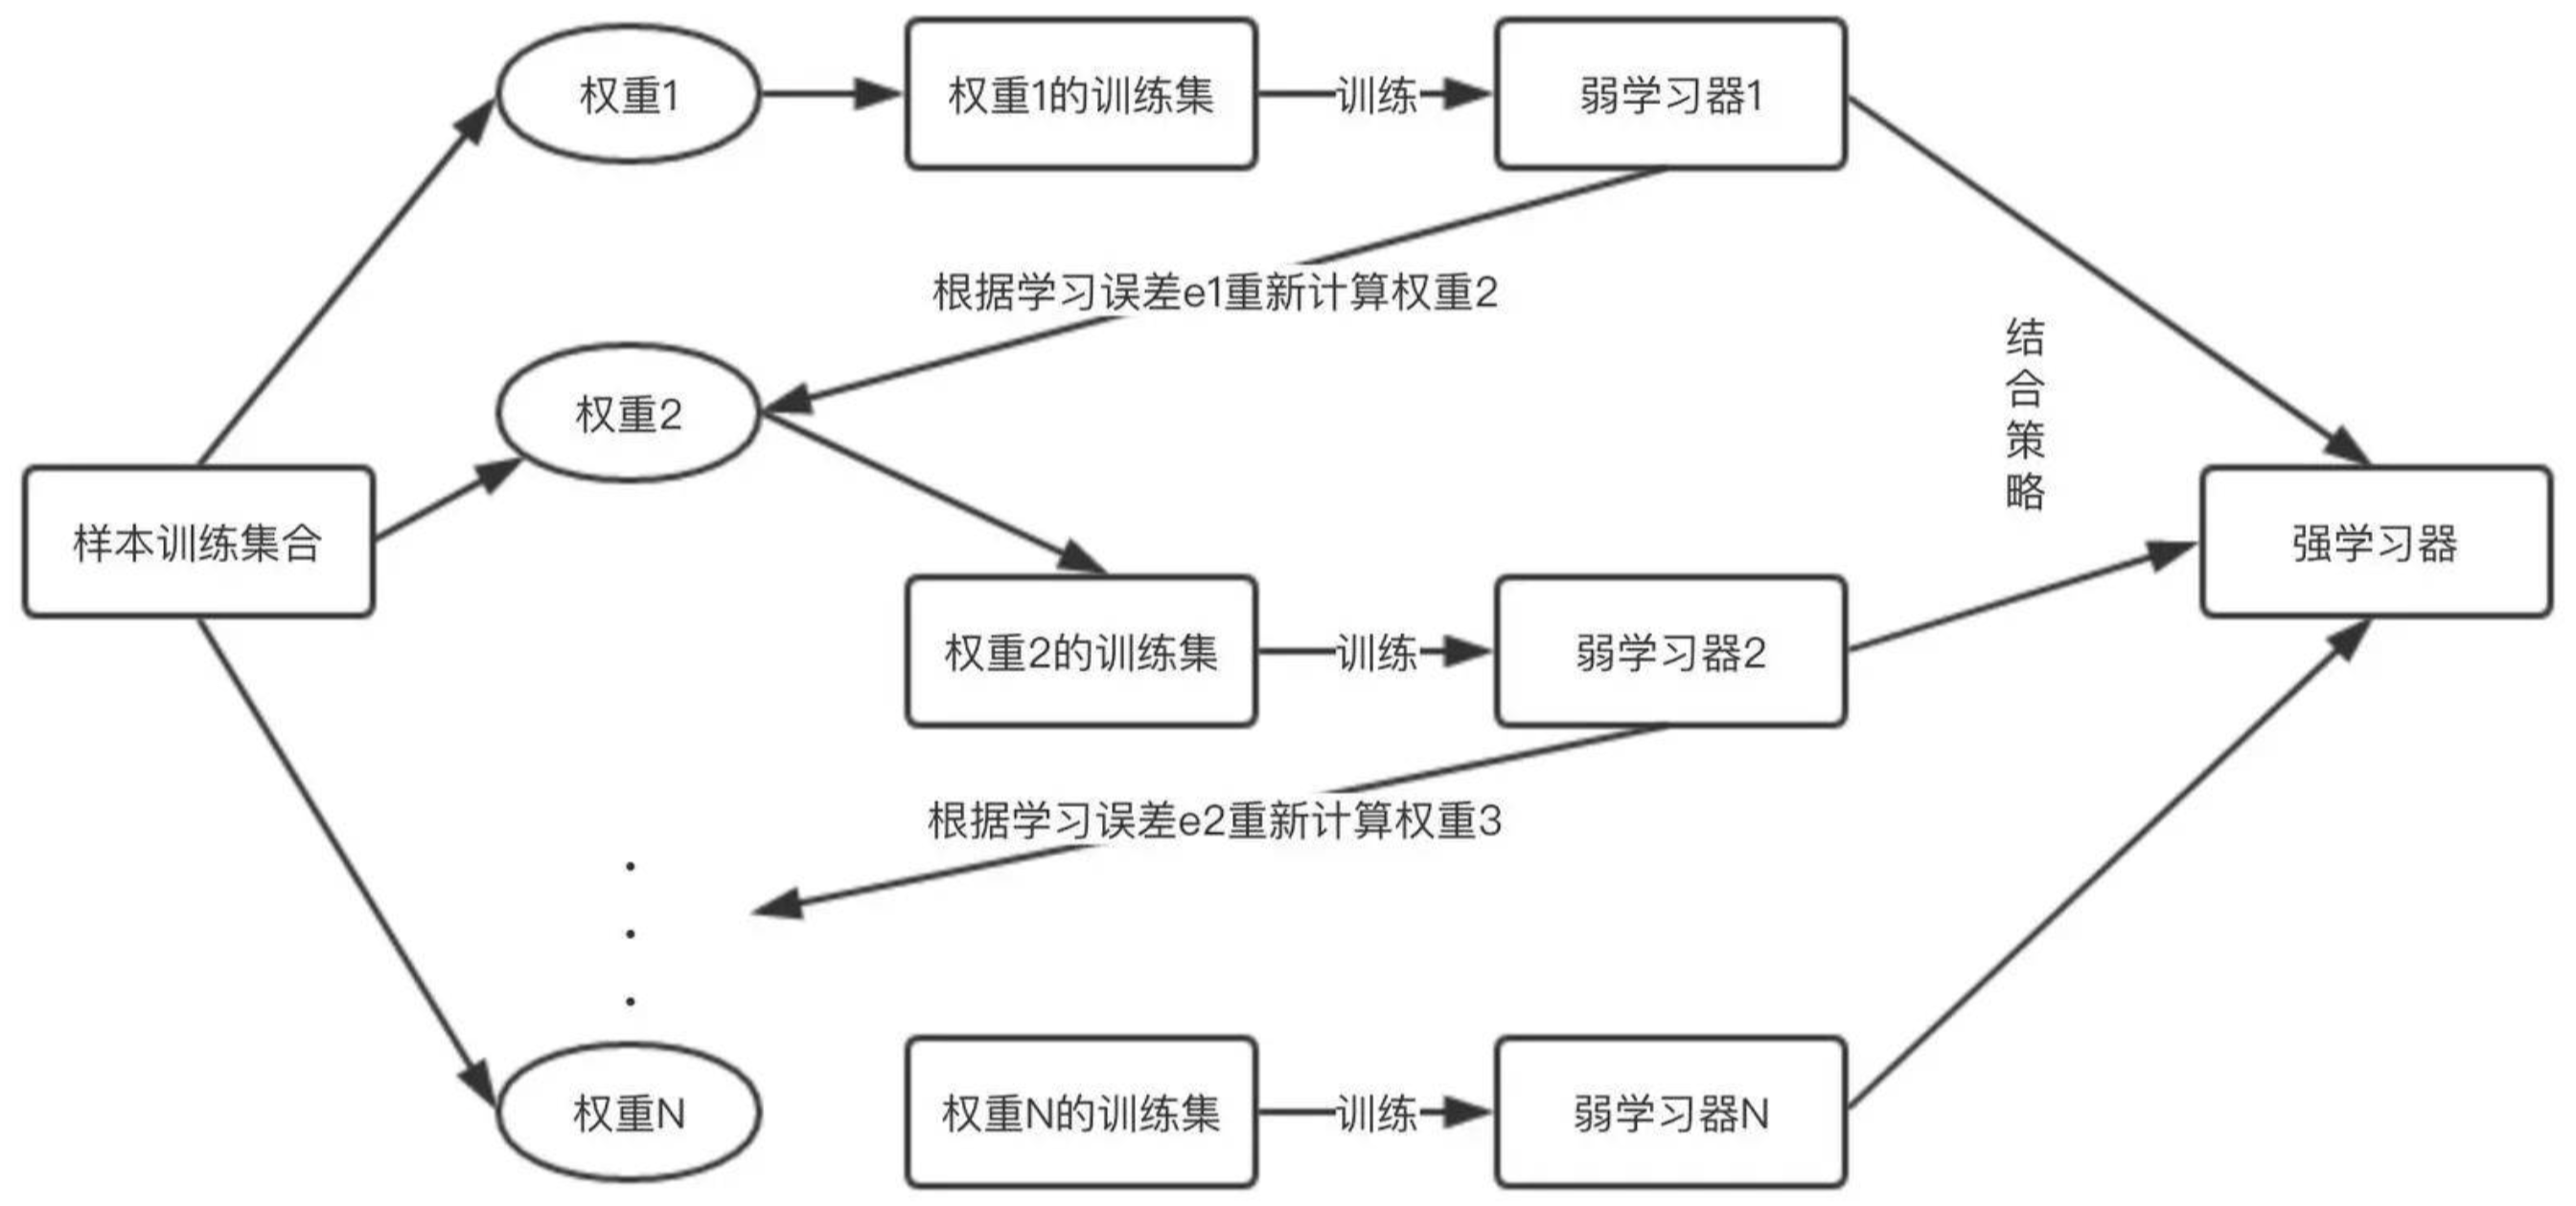 权重1
权重1的训练集
训练
弱学习器1
根据学习误差e1重新计算权重2
结合策略
权重2
样本训练集合
强学习器
权重2的训练集
训练
弱学习器2
根据学习误差e2重新计算权重3
权重N
权重N的训练集
训练
弱学习器N